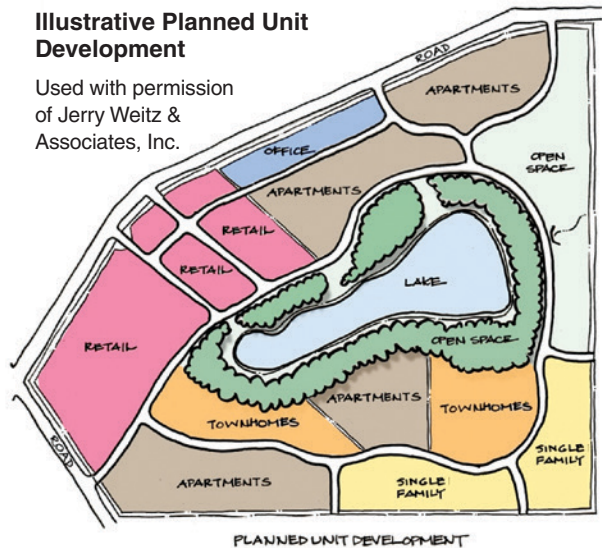 Illustrative Planned Unit
Development
Used with permission
of Jerry Weitz &
Associates, Inc.
ROAD
APARTMENTS
OFFICE
OPEN
SPACE
APARTMENTS
RETAIL
RETAIL
LAKE
RETAIL
OPEN SPACE
APARTMENTS
TOWNHOMES
TOWNHOMES
ROAD
SINGLE
FAMILY
APARTMENTS
SINGLE
FAMILY
PLANNED UNIT DEVELOPMENT